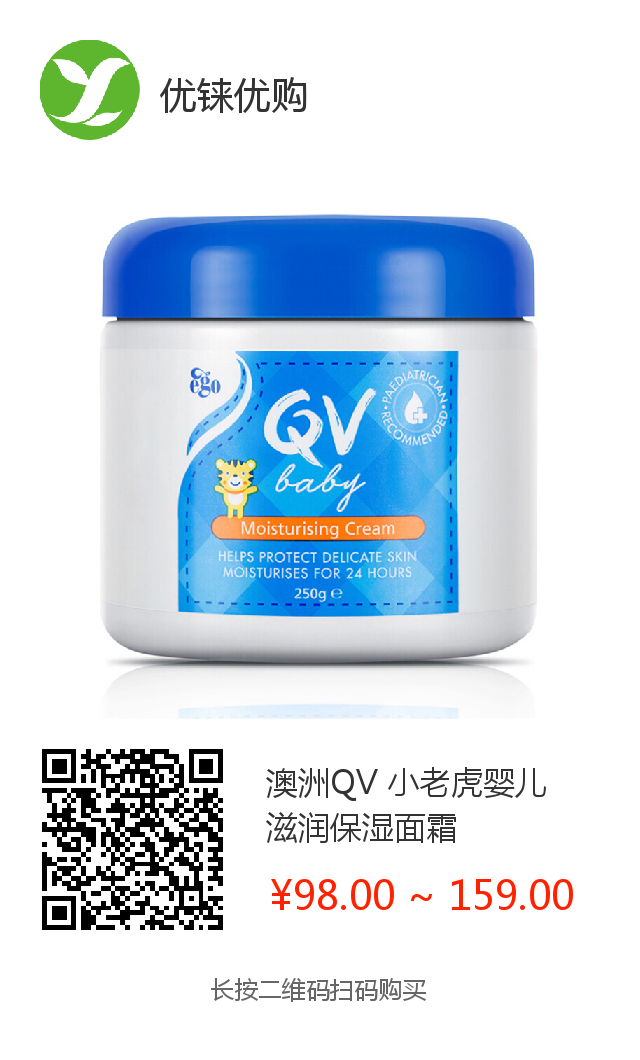 优铼优购
ego
QV
baby
PAEDIATRICIAN
RECOMMENDED
Moisturising Cream
HELPS PROTECT DELICATE SKIN
MOISTURISES FOR 24 HOURS
250g ℮
澳洲QV 小老虎婴儿
滋润保湿面霜
¥98.00 ~ 159.00
长按二维码扫码购买